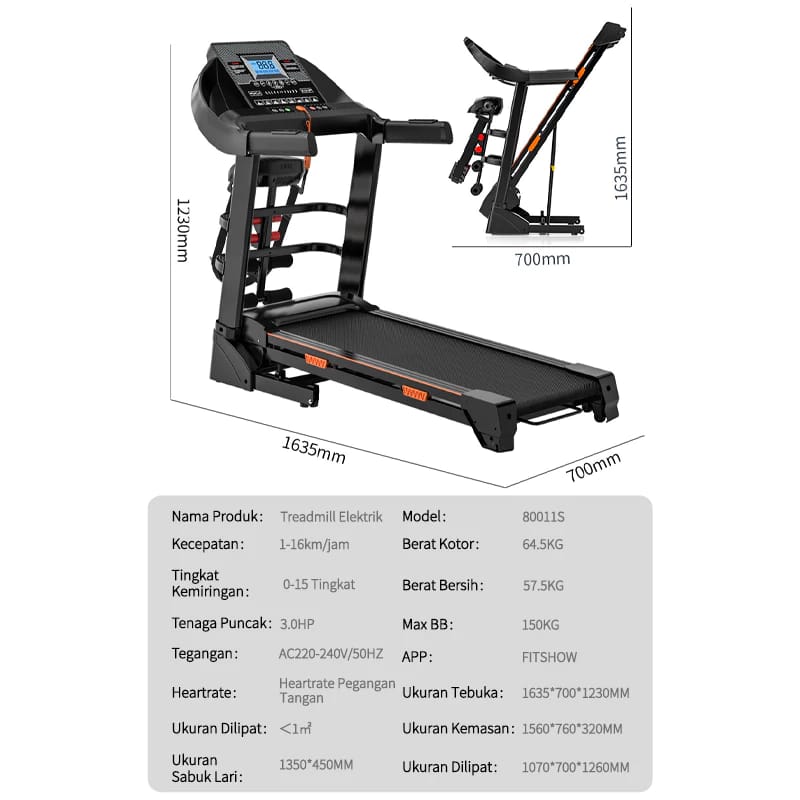 1230mm
1635mm
700mm
1635mm
700mm
Nama Produk: Treadmill Elektrik Model: 80011S
Kecepatan: 1-16km/jam Berat Kotor: 64.5KG
Tingkat
Kemiringan: 0-15 Tingkat Berat Bersih: 57.5KG
Tenaga Puncak: 3.0HP Max BB: 150KG
Tegangan: AC220-240V/50HZ APP: FITSHOW
Heartrate: Heartrate Pegangan
Tangan Ukuran Tebuka: 1635*700*1230MM
Ukuran Dilipat: <1㎡ Ukuran Kemasan: 1560*760*320MM
Ukuran
Sabuk Lari: 1350*450MM Ukuran Dilipat: 1070*700*1260MM